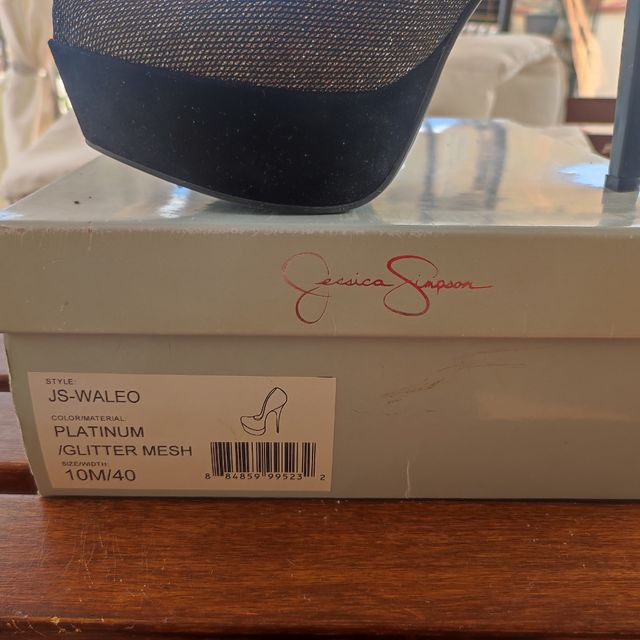 Jessica Simpson
STYLE:
JS-WALEO
COLOR/MATERIAL:
PLATINUM
/GLITTER MESH
SIZE/WIDTH:
10M/40
8 84859 99523 2